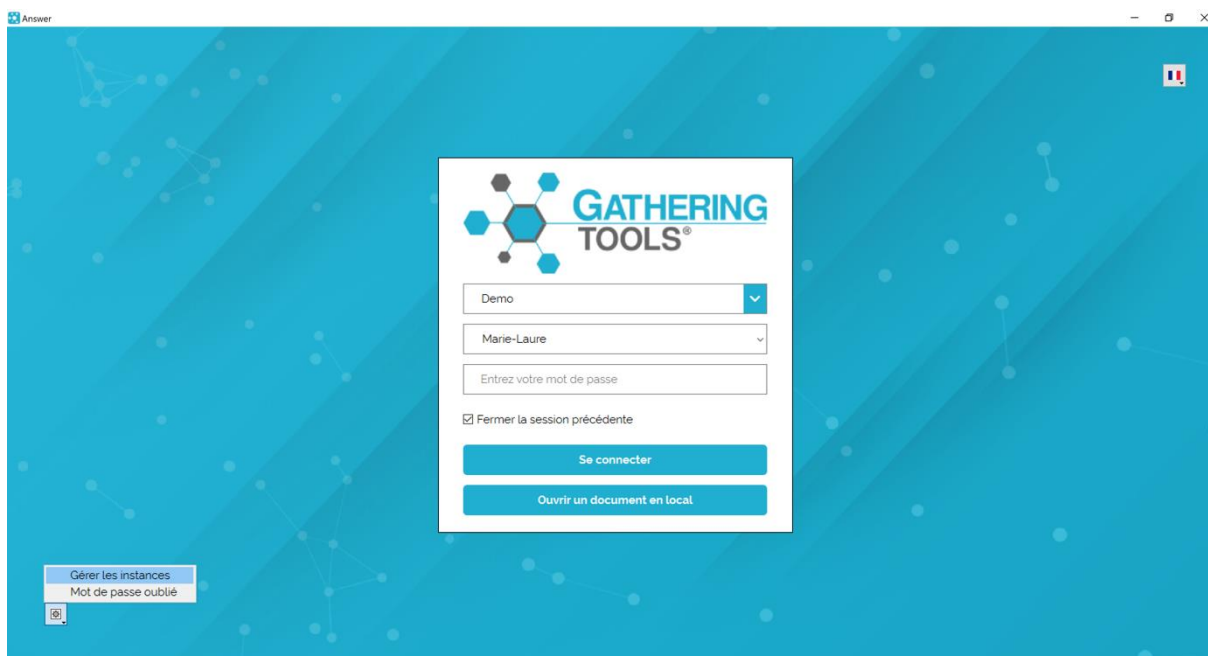 Answer
GATHERING
TOOLS®
Demo
Marie-Laure
Entrez votre mot de passe
Fermer la session précédente
Se connecter
Ouvrir un document en local
Gérer les instances
Mot de passe oublié